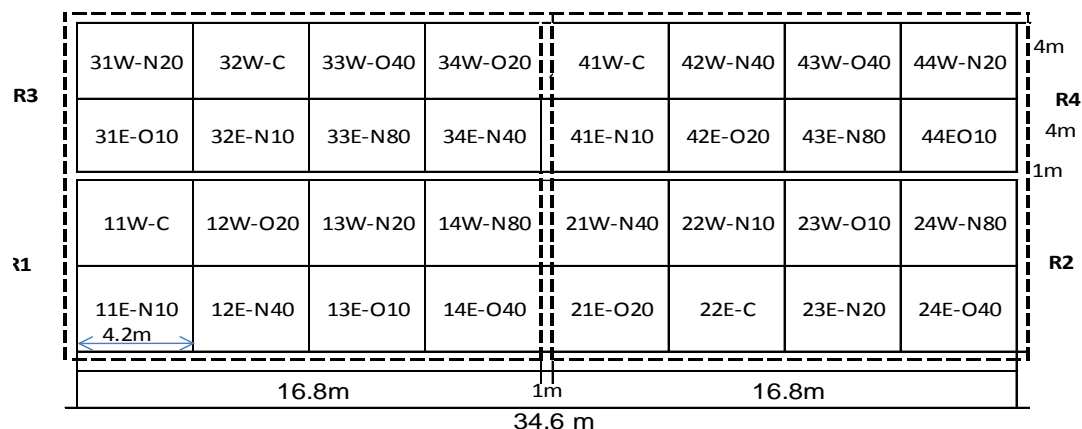 31W-N20 32W-C 33W-O40 34W-O20 41W-C 42W-N40 43W-O40 44W-N20 4m
R3 R4
31E-O10 32E-N10 33E-N80 34E-N40 41E-N10 42E-O20 43E-N80 44EO10 4m
1m
11W-C 12W-O20 13W-N20 14W-N80 21W-N40 22W-N10 23W-O10 24W-N80
R1 R2
11E-N10 12E-N40 13E-O10 14E-O40 21E-O20 22E-C 23E-N20 24E-O40
4.2m
16.8m 1m 16.8m
34.6 m